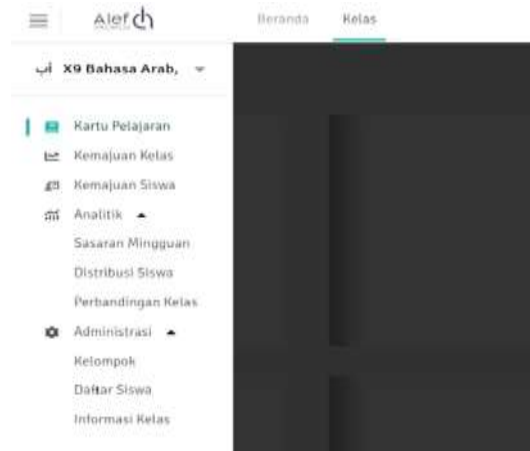 Alef
Beranda Kelas
أب X9 Bahasa Arab,
Kartu Pelajaran
Kemajuan Kelas
Kemajuan Siswa
Analitik
Sasaran Mingguan
Distribusi Siswa
Perbandingan Kelas
Administrasi
Kelompok
Daftar Siswa
Informasi Kelas